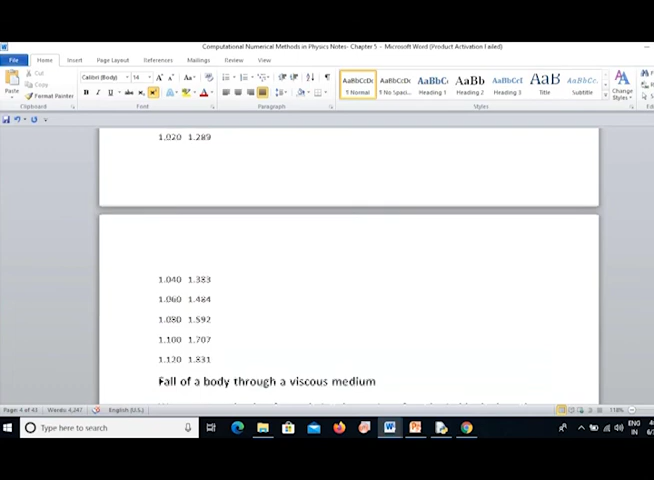 Computational Numerical Methods in Physics Notes- Chapter 5 - Microsoft Word (Product Activation Failed)
File Home Insert Page Layout References Mailings Review View
Cut
Copy
Format Painter
Paste
Calibri (Body) 14
AaBbCcDc AaBbCcDc AaBbC AaBb AaBbCcI AaB AaBbCc.
¶ Normal ¶ No Spaci... Heading 1 Heading 2 Heading 3 Title Subtitle
Change Styles
Clipboard Font Paragraph Styles
1.020 1.289
1.040 1.383
1.060 1.484
1.080 1.592
1.100 1.707
1.120 1.831
Fall of a body through a viscous medium
Page: 4 of 43 Words: 4,247 English (U.S.) 118%
Type here to search
ENG
IN